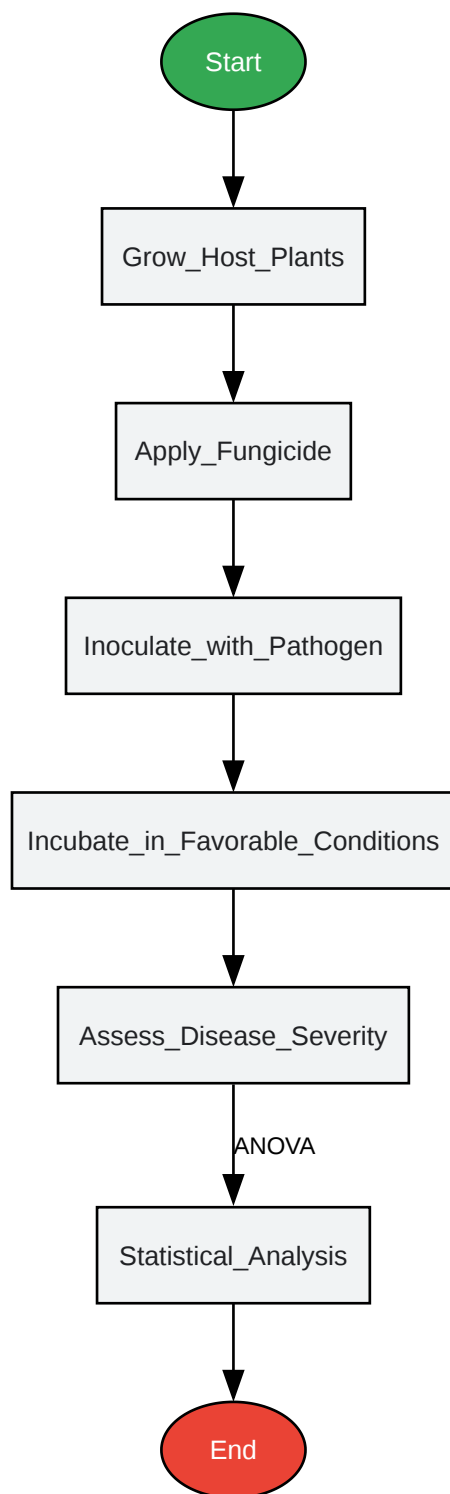 Start
Grow_Host_Plants
Apply_Fungicide
Inoculate_with_Pathogen
Incubate_in_Favorable_Conditions
Assess_Disease_Severity
ANOVA
Statistical_Analysis
End